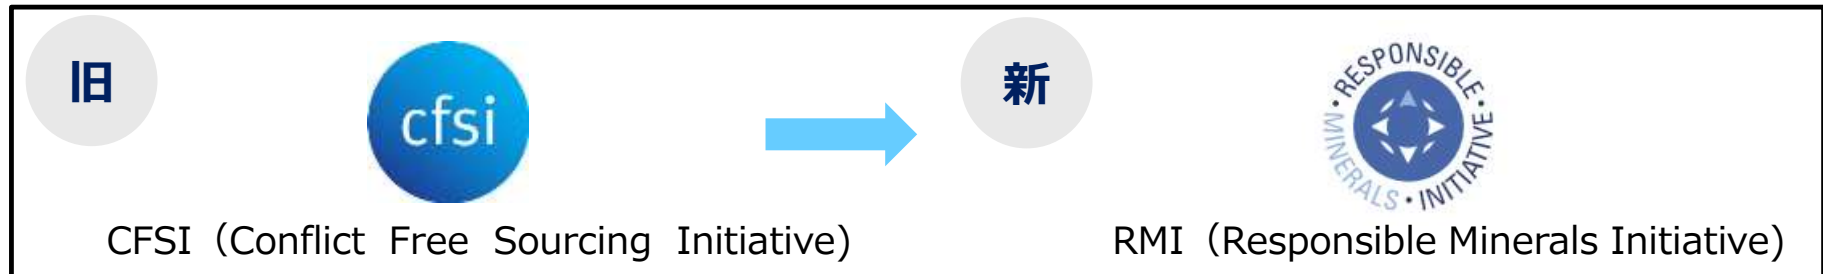 旧
cfsi
新
RESPONSIBLE • MINERALS • INITIATIVE •
CFSI（Conflict Free Sourcing Initiative)
RMI（Responsible Minerals Initiative)